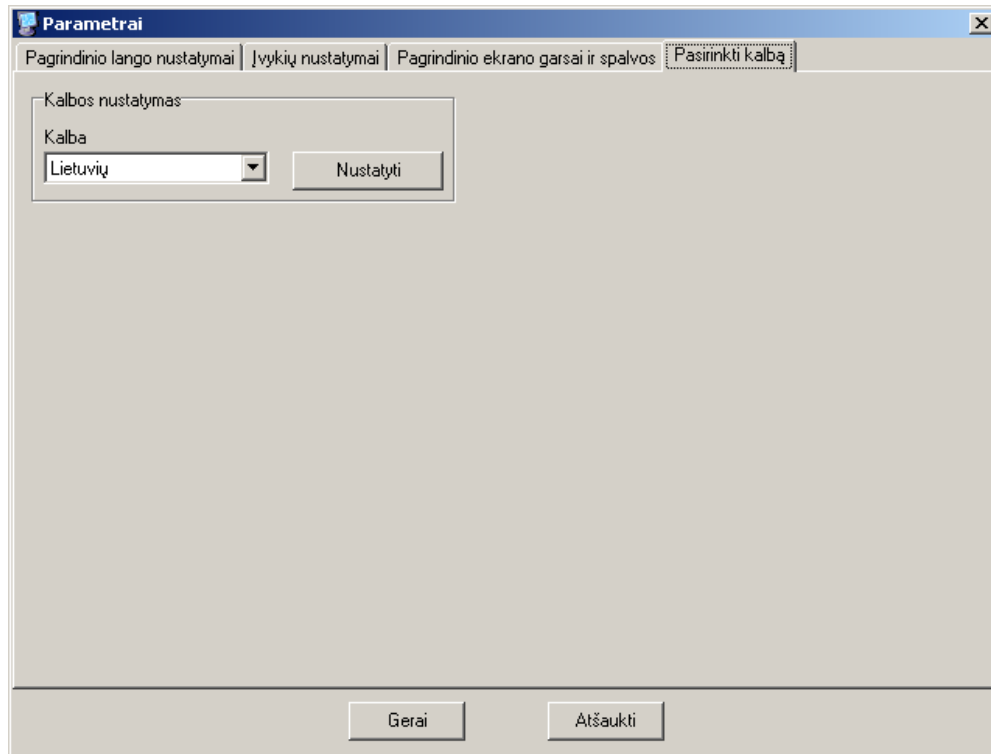 Parametrai
Pagrindinio lango nustatymai Įvykių nustatymai Pagrindinio ekrano garsai ir spalvos Pasirinkti kalbą
Kalbos nustatymas
Kalba
Lietuvių Nustatyti
Gerai Atšaukti